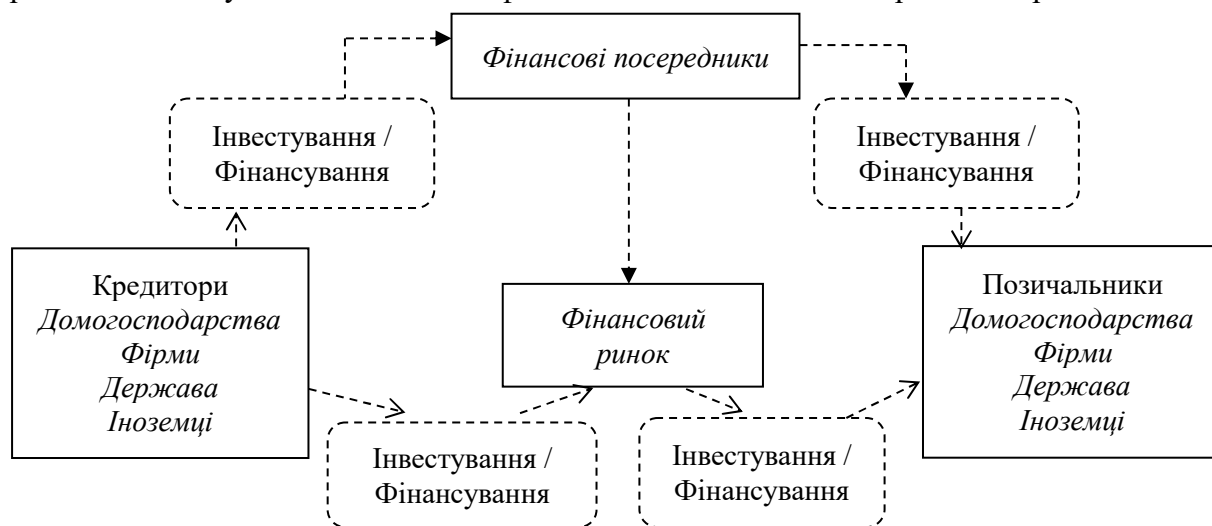 Фінансові посередники
Інвестування /
Фінансування
Інвестування /
Фінансування
Кредитори
Домогосподарства
Фірми
Держава
Іноземці
Фінансовий
ринок
Позичальники
Домогосподарства
Фірми
Держава
Іноземці
Інвестування /
Фінансування
Інвестування /
Фінансування